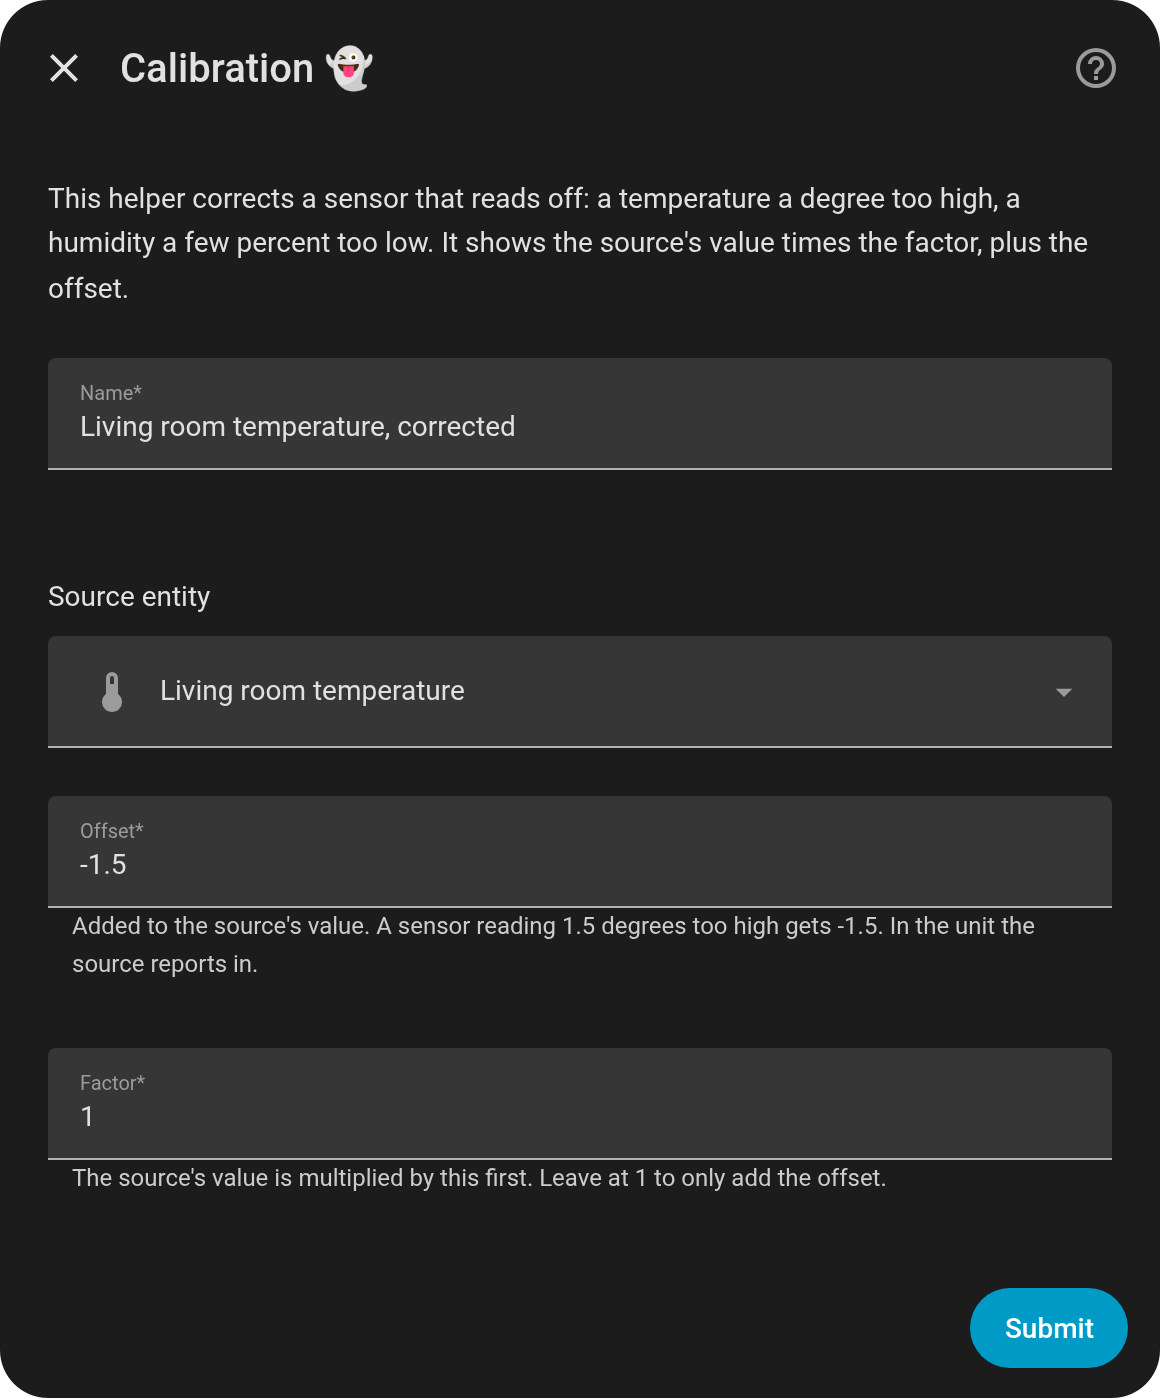 Calibration 👻
This helper corrects a sensor that reads off: a temperature a degree too high, a
humidity a few percent too low. It shows the source's value times the factor, plus the
offset.
Name*
Living room temperature, corrected
Source entity
Living room temperature
Offset*
-1.5
Added to the source's value. A sensor reading 1.5 degrees too high gets -1.5. In the unit the
source reports in.
Factor*
1
The source's value is multiplied by this first. Leave at 1 to only add the offset.
Submit